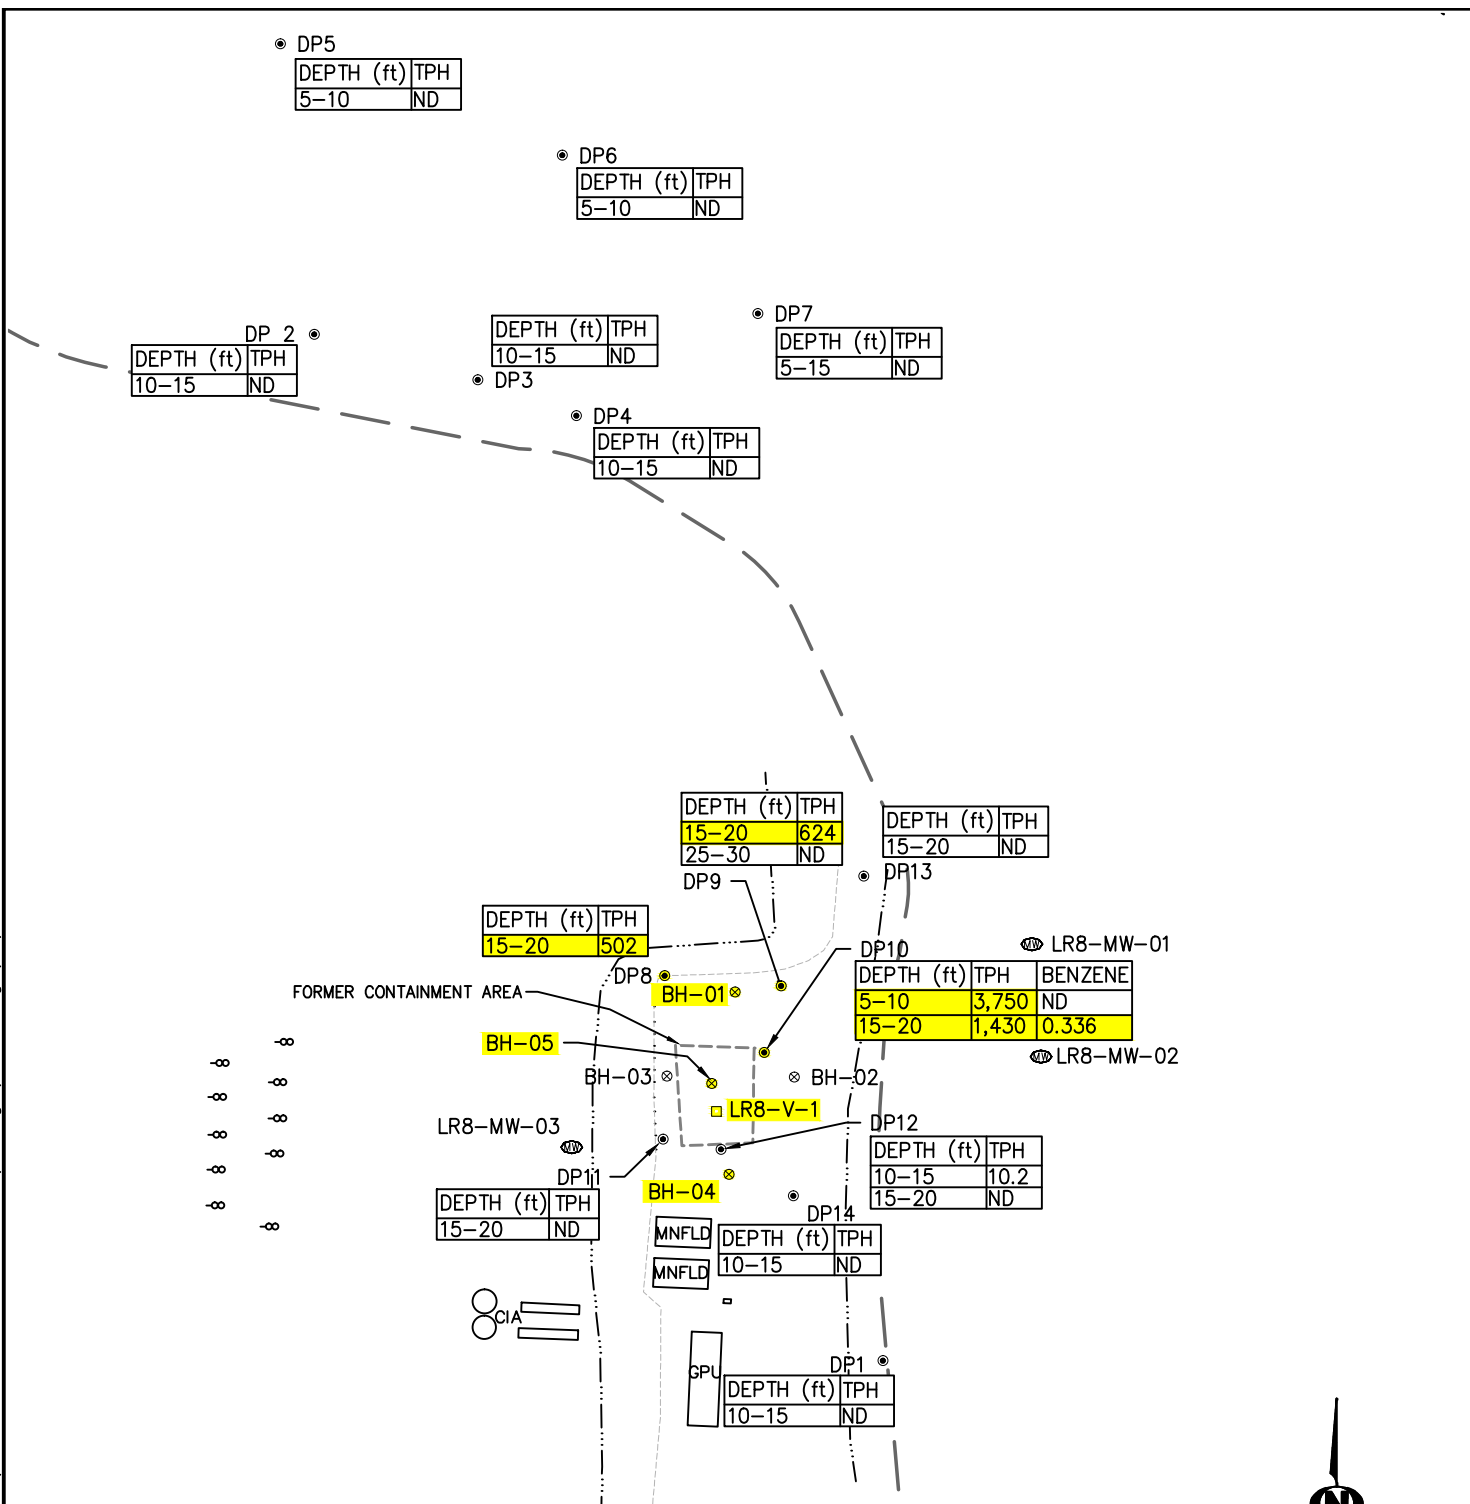 DP5
DEPTH (ft) TPH
5-10 ND
DP6
DEPTH (ft) TPH
5-10 ND
DP7
DEPTH (ft) TPH
5-15 ND
DP 2
DEPTH (ft) TPH
10-15 ND
DEPTH (ft) TPH
10-15 ND
DP3
DP4
DEPTH (ft) TPH
10-15 ND
DEPTH (ft) TPH
15-20 624
25-30 ND
DP9
DEPTH (ft) TPH
15-20 ND
DP13
DEPTH (ft) TPH
15-20 502
DP8
DP10
LR8-MW-01
DEPTH (ft) TPH BENZENE
5-10 3,750 ND
15-20 1,430 0.336
LR8-MW-02
FORMER CONTAINMENT AREA
BH-01
BH-05
BH-03
BH-02
LR8-V-1
LR8-MW-03
MW
DP12
DEPTH (ft) TPH
10-15 10.2
15-20 ND
DP11
DEPTH (ft) TPH
15-20 ND
BH-04
DP14
DEPTH (ft) TPH
10-15 ND
MNFLD
MNFLD
CIA
GPU
DP1
DEPTH (ft) TPH
10-15 ND
N